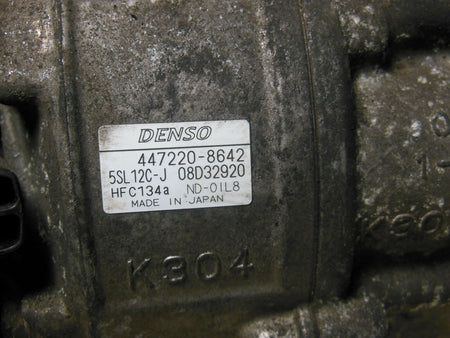 DENSO
447220-8642
5SL12C-J 08D32920
HFC134a ND-OIL8
MADE IN JAPAN
K304